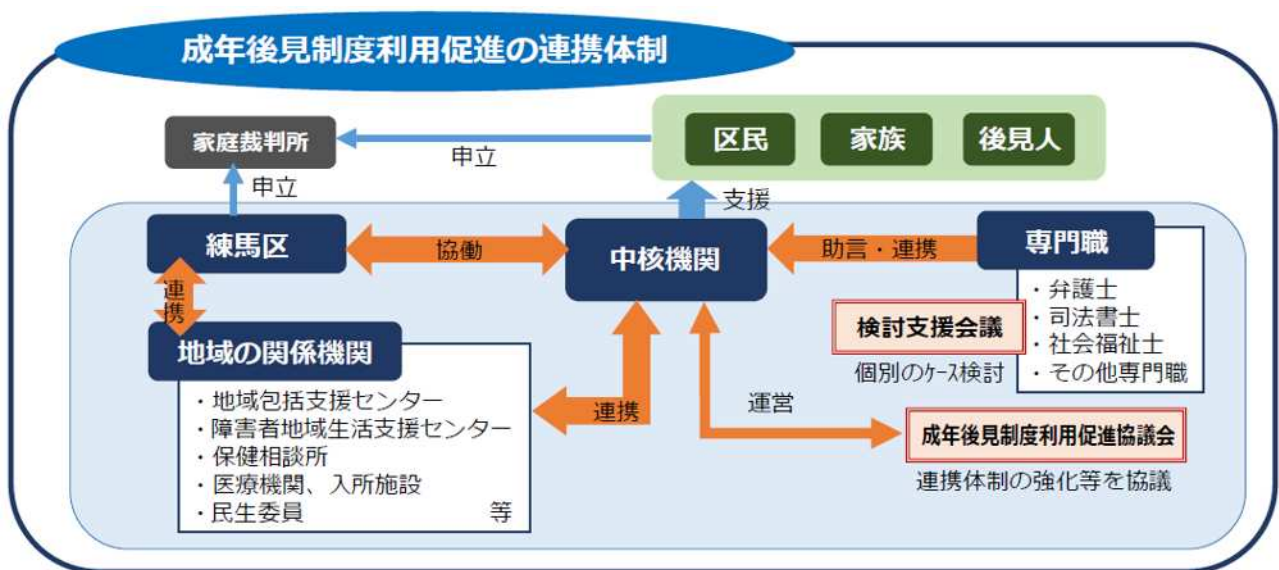 成年後見制度利用促進の連携体制
家庭裁判所
申立
区民
家族
後見人
申立
支援
練馬区
協働
中核機関
助言・連携
専門職
・弁護士
・司法書士
・社会福祉士
・その他専門職
連携
検討支援会議
個別のケース検討
地域の関係機関
・地域包括支援センター
・障害者地域生活支援センター
・保健相談所
・医療機関、入所施設
・民生委員 等
連携
運営
成年後見制度利用促進協議会
連携体制の強化等を協議